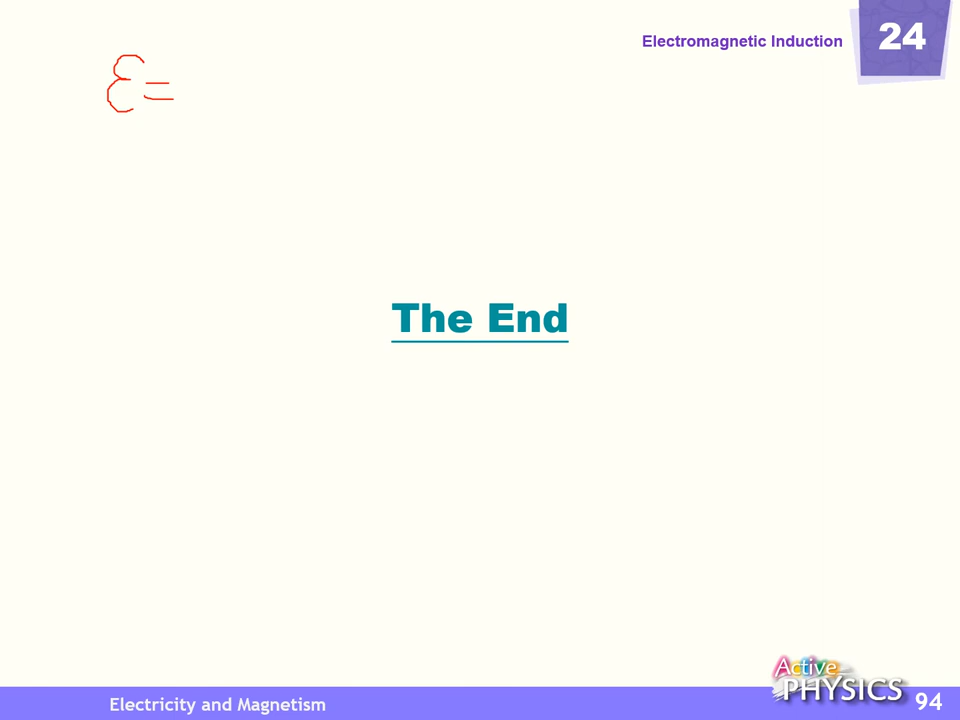 Electromagnetic Induction 24
ε=
The End
Electricity and Magnetism
Active PHYSICS 94